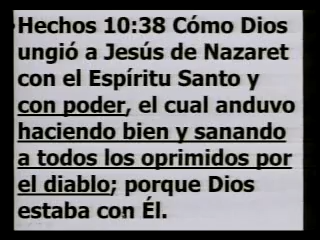 Hechos 10:38 Cómo Dios
ungió a Jesús de Nazaret
con el Espíritu Santo y
con poder, el cual anduvo
haciendo bien y sanando
a todos los oprimidos por
el diablo; porque Dios
estaba con Él.